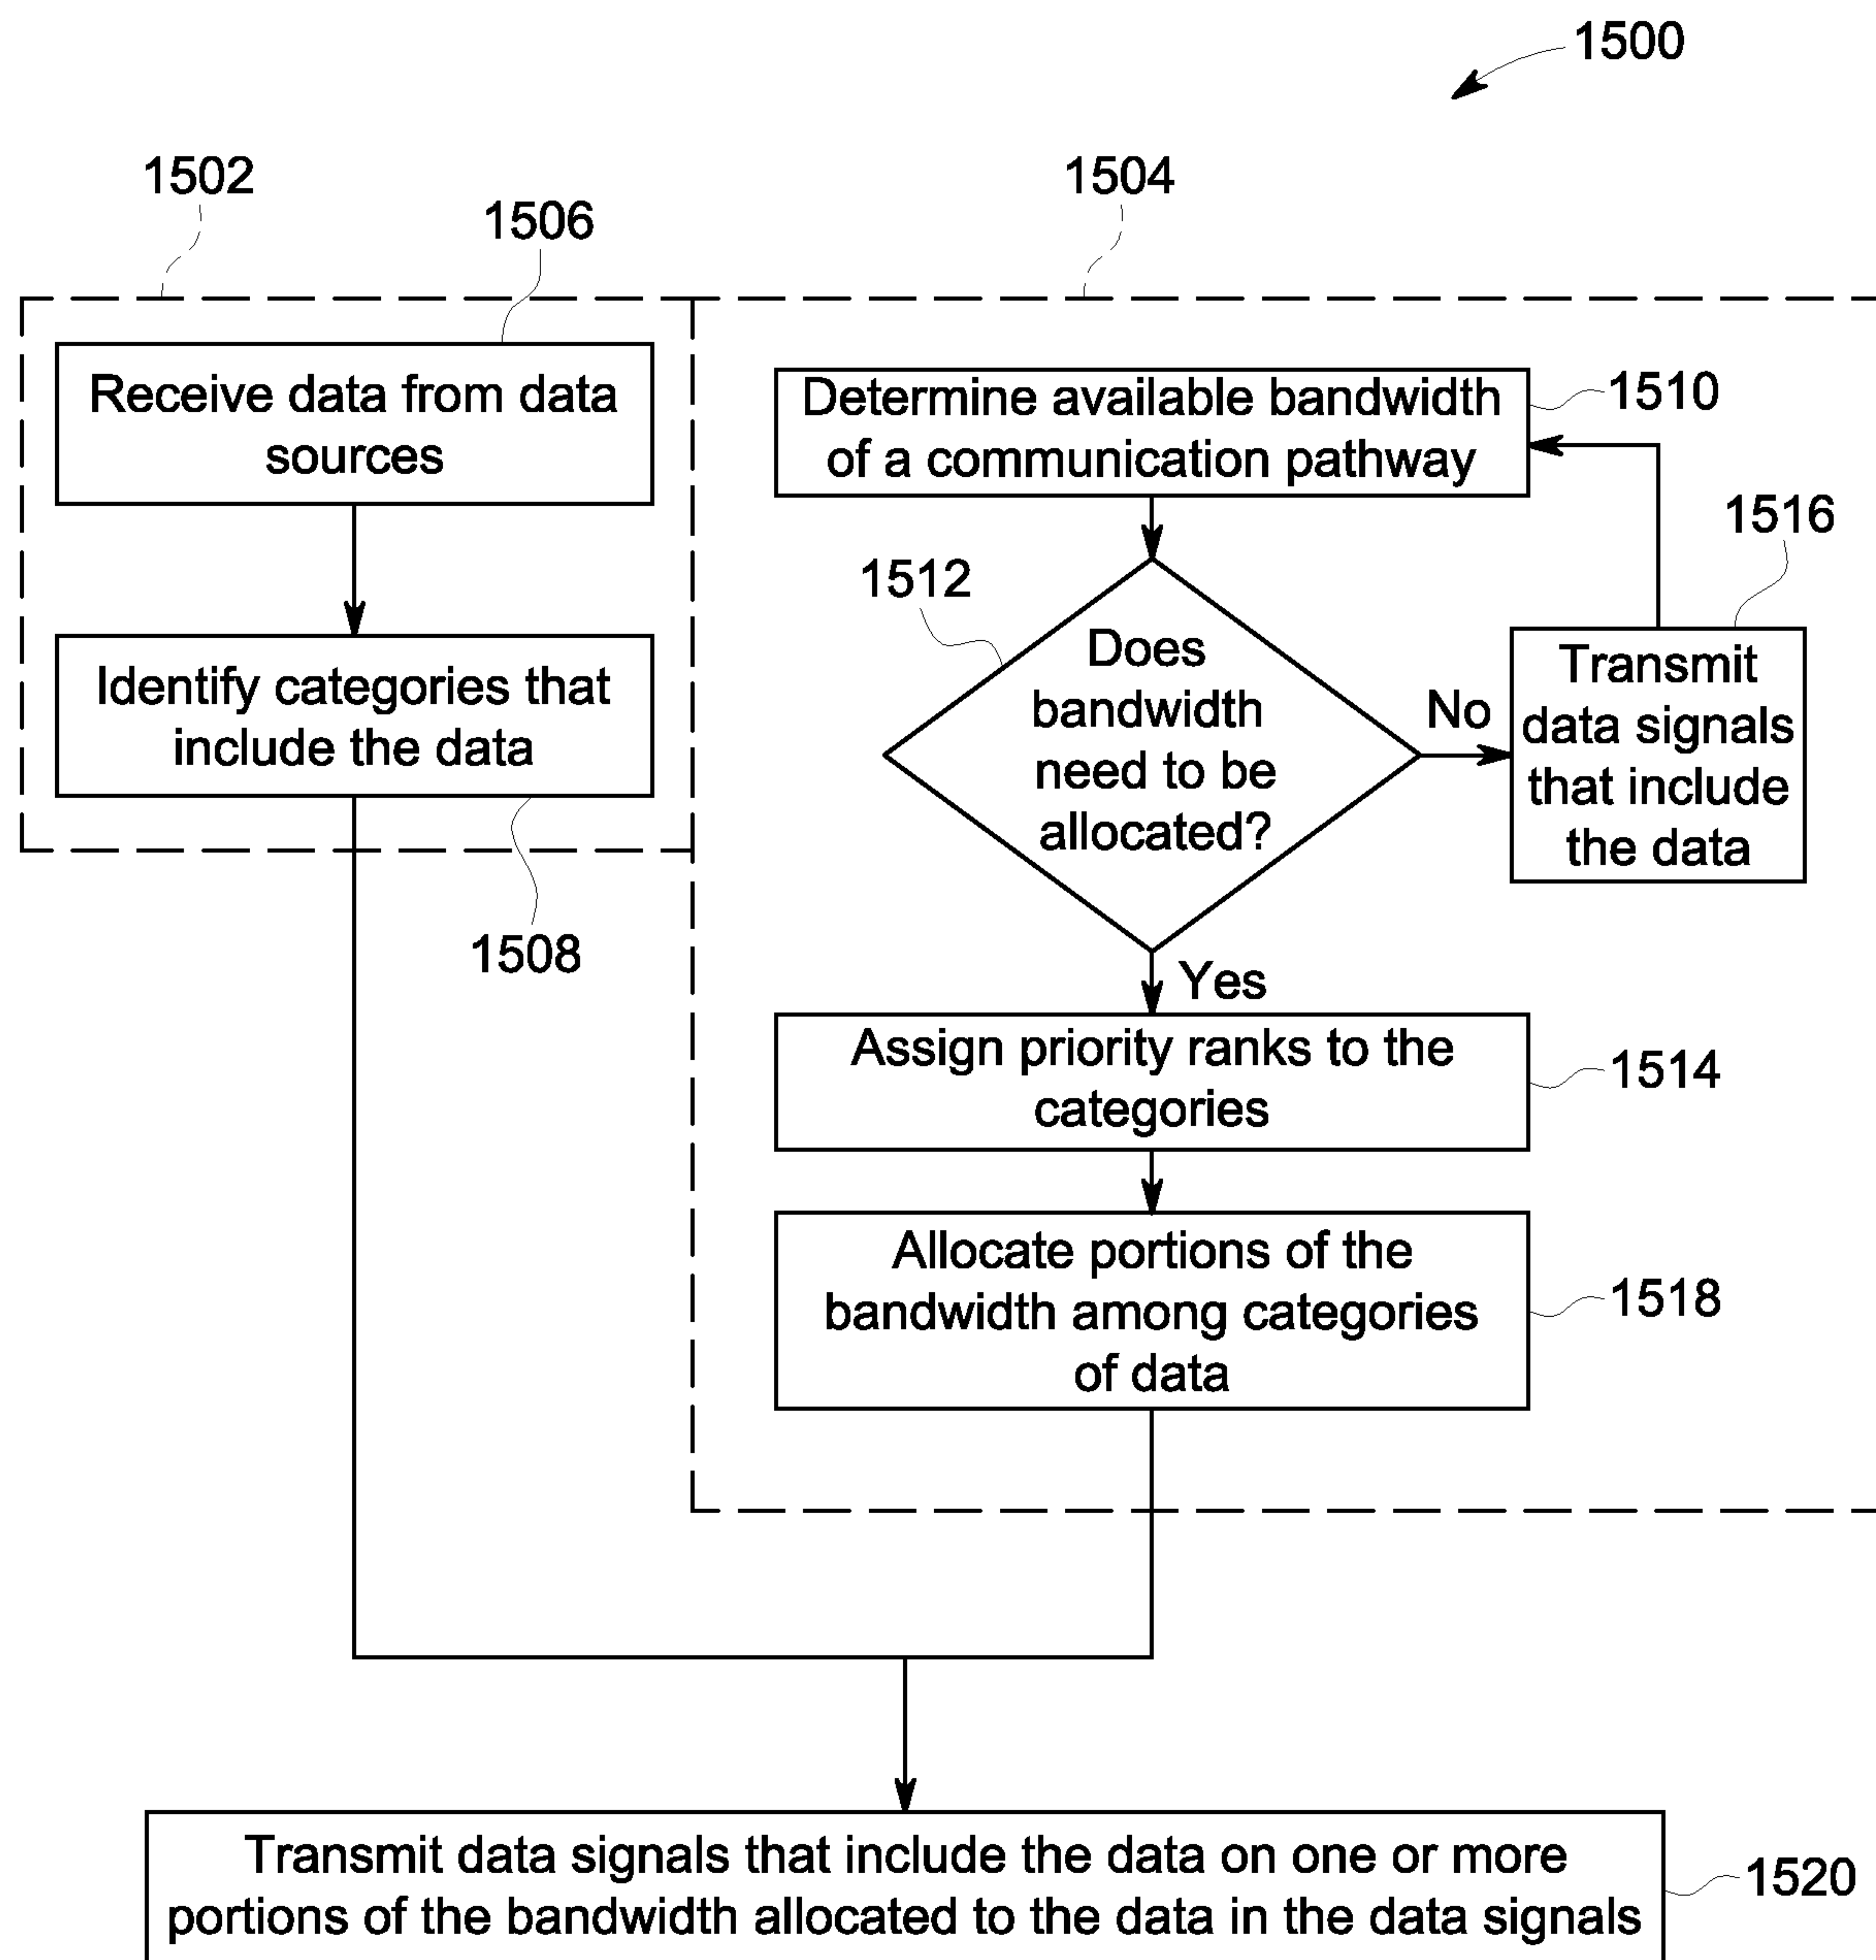 1500
1502
1504
1506
Receive data from data
sources
Identify categories that
include the data
1508
Determine available bandwidth
of a communication pathway
1510
1512
Does
bandwidth
need to be
allocated?
No
1516
Transmit
data signals
that include
the data
Yes
Assign priority ranks to the
categories
1514
Allocate portions of the
bandwidth among categories
of data
1518
Transmit data signals that include the data on one or more
portions of the bandwidth allocated to the data in the data signals
1520